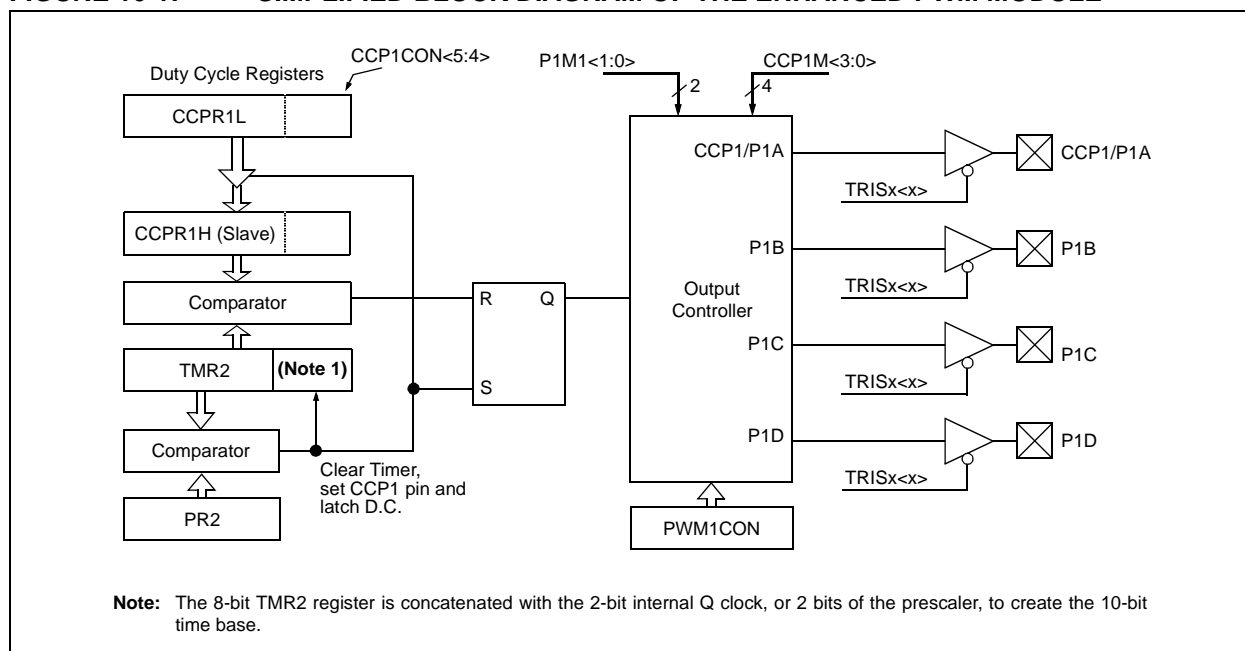 Duty Cycle Registers
CCP1CON<5:4>
CCPR1L
CCPR1H (Slave)
Comparator
TMR2
(Note 1)
Comparator
PR2
Clear Timer,
set CCP1 pin and
latch D.C.
R
Q
S
P1M1<1:0>
2
CCP1M<3:0>
4
CCP1/P1A
P1B
Output
Controller
P1C
P1D
PWM1CON
TRISx<x>
CCP1/P1A
TRISx<x>
P1B
TRISx<x>
P1C
TRISx<x>
P1D
Note: The 8-bit TMR2 register is concatenated with the 2-bit internal Q clock, or 2 bits of the prescaler, to create the 10-bit
time base.